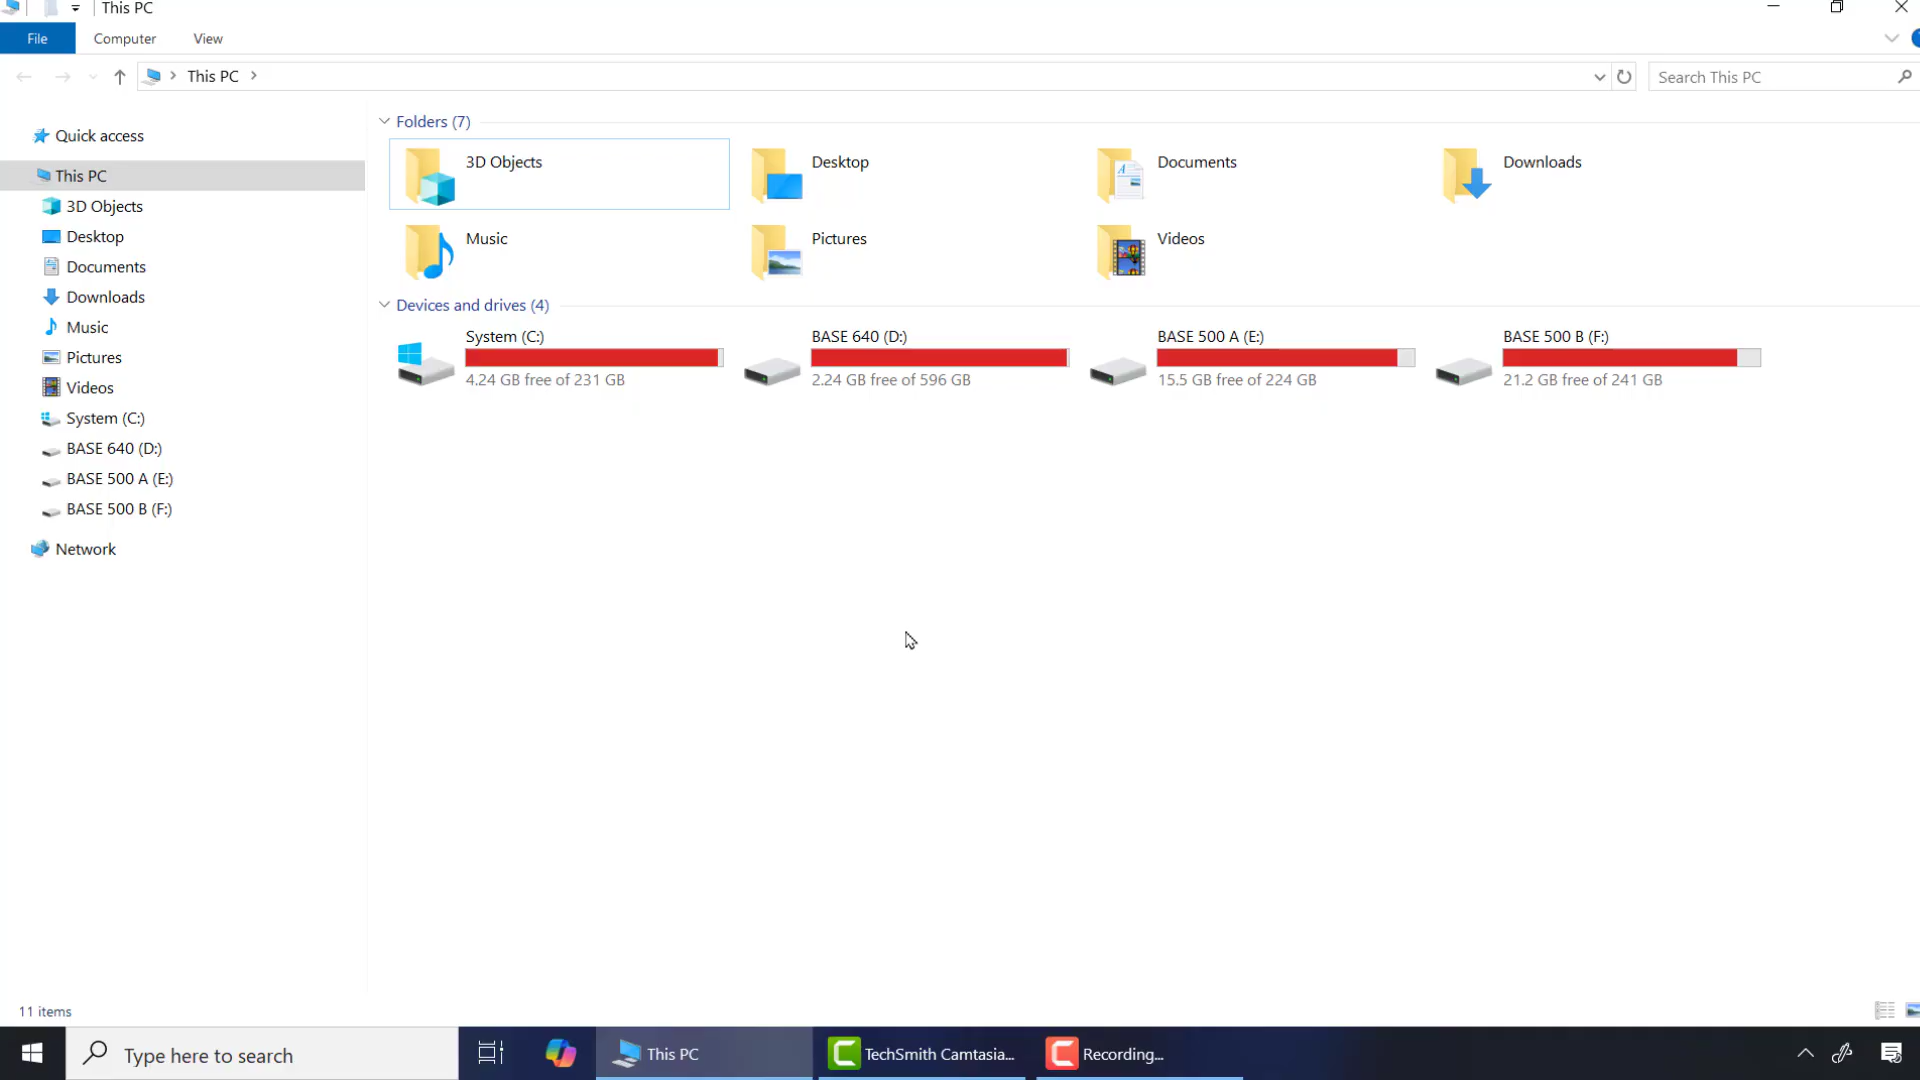 This PC
File Computer View
This PC
Search This PC
Quick access
This PC
3D Objects
Desktop
Documents
Downloads
Music
Pictures
Videos
System (C:)
BASE 640 (D:)
BASE 500 A (E:)
BASE 500 B (F:)
Network
Folders (7)
3D Objects
Desktop
Documents
Downloads
Music
Pictures
Videos
Devices and drives (4)
System (C:)
4.24 GB free of 231 GB
BASE 640 (D:)
2.24 GB free of 596 GB
BASE 500 A (E:)
15.5 GB free of 224 GB
BASE 500 B (F:)
21.2 GB free of 241 GB
11 items
Type here to search
This PC
TechSmith Camtasia...
Recording...